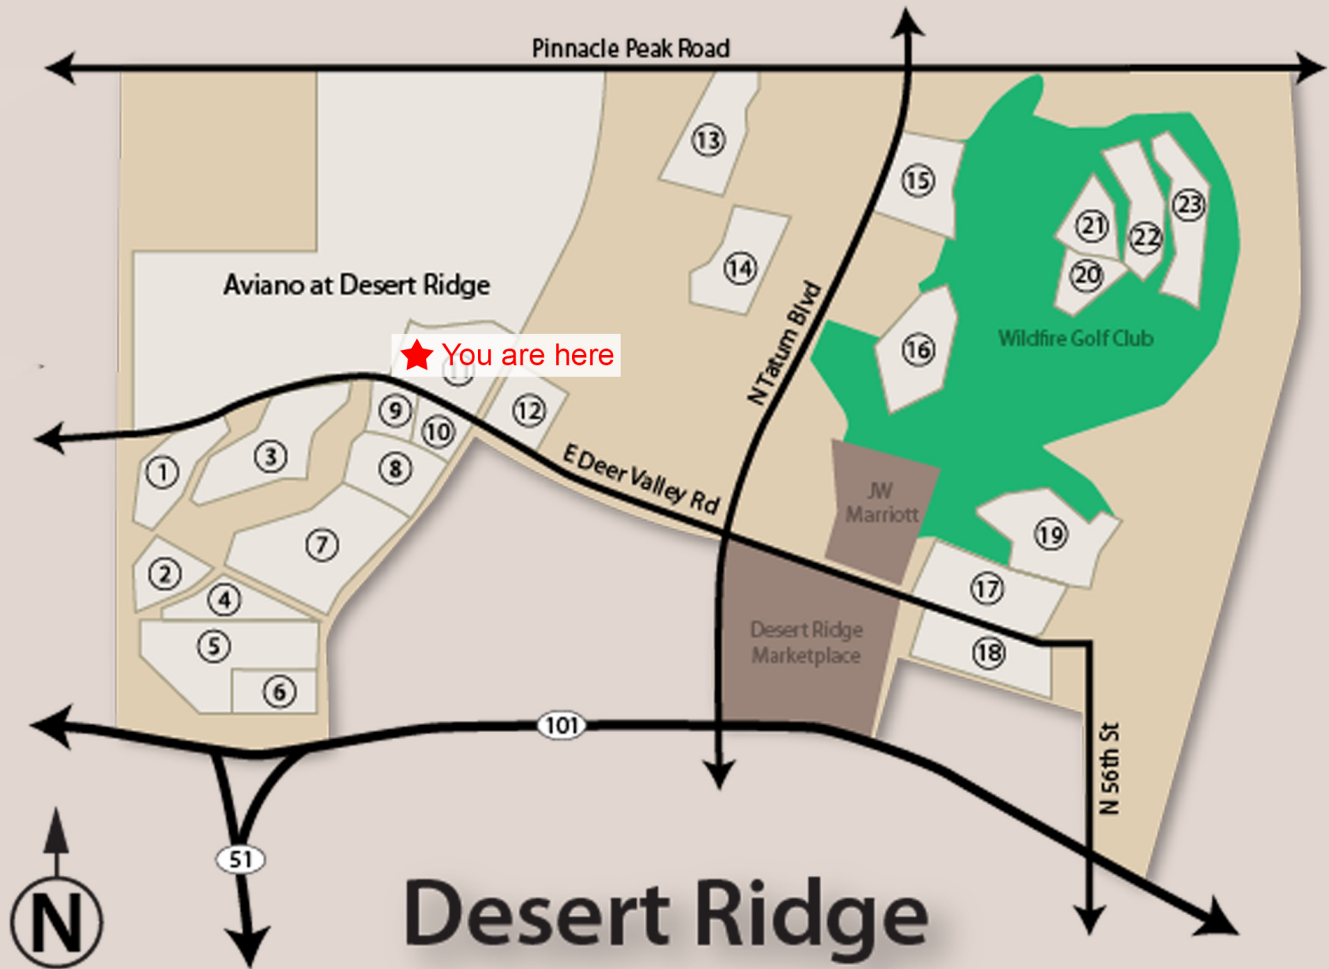 Pinnacle Peak Road
13
15
23
21
22
14
20
Aviano at Desert Ridge
N Tatum Blvd
Wildfire Golf Club
16
You are here
11
12
9
10
3
8
1
E Deer Valley Rd
JW
Marriott
19
7
2
17
4
Desert Ridge
Marketplace
5
18
6
101
N 56th St
51
N
Desert Ridge